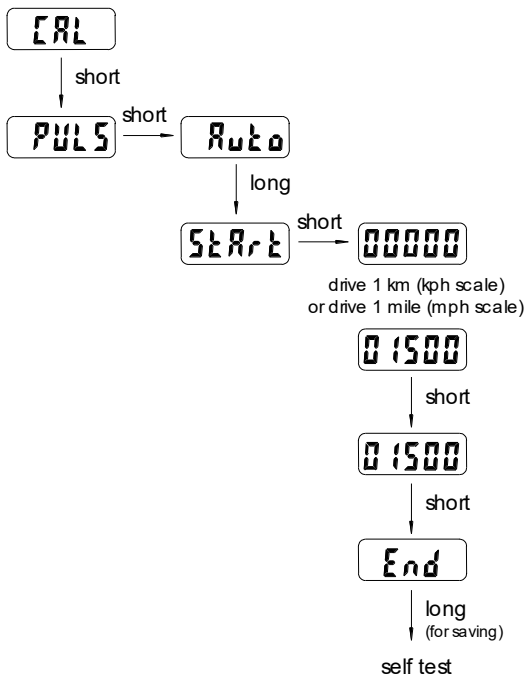 CAL
short
PULS
short
Auto
long
StArt
short
00000
drive 1 km (kph scale)
or drive 1 mile (mph scale)
01500
short
01500
short
End
long
(for saving)
self test